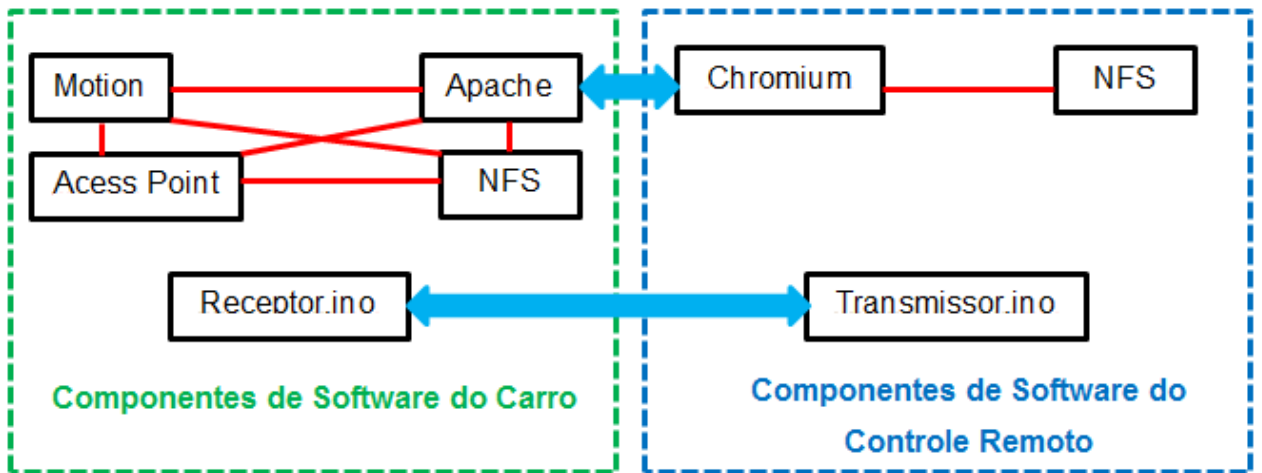 Motion
Apache
Chromium
NFS
Acess Point
NFS
Receptor.ino
Transmissor.ino
Componentes de Software do Carro
Componentes de Software do
Controle Remoto